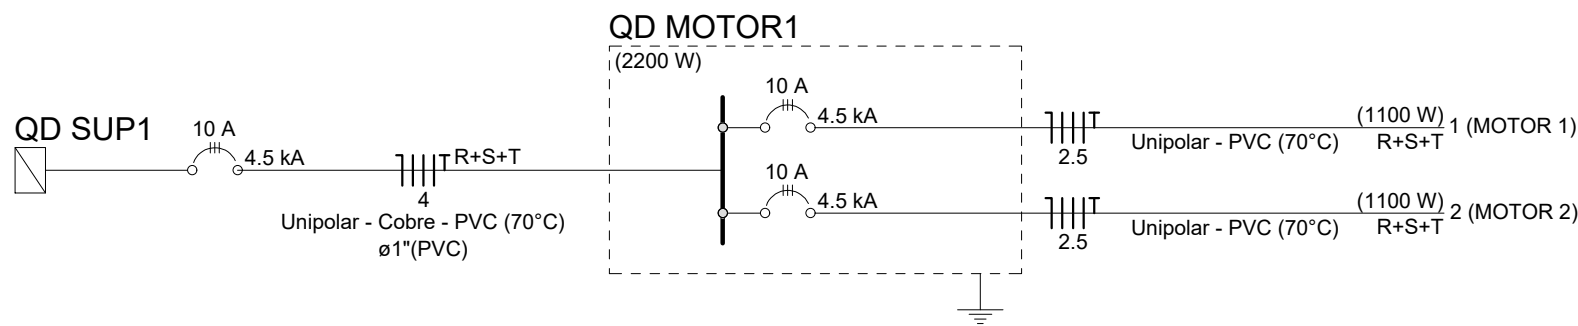 QD MOTOR1
(2200 W)
QD SUP1
10 A
4.5 kA
R+S+T
4
Unipolar - Cobre - PVC (70°C)
ø1"(PVC)
10 A
4.5 kA
T
2.5
Unipolar - PVC (70°C)
(1100 W)
R+S+T
1 (MOTOR 1)
10 A
4.5 kA
T
2.5
Unipolar - PVC (70°C)
(1100 W)
R+S+T
2 (MOTOR 2)